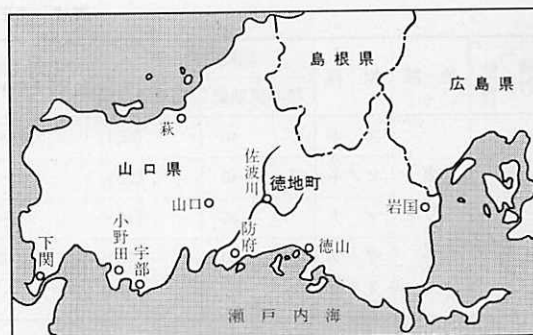 島根県
広島県
萩
山口県
佐波川
徳地町
山口
岩国
小野田
宇部
防府
徳山
下関
瀬戸内海